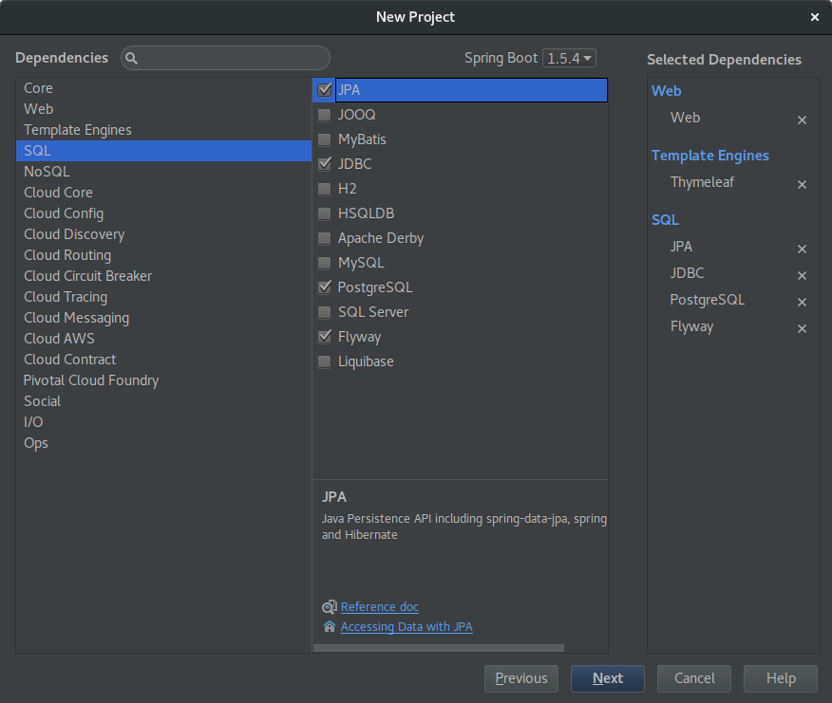 New Project
Dependencies
Spring Boot 1.5.4
Selected Dependencies
Core
Web
Template Engines
SQL
NoSQL
Cloud Core
Cloud Config
Cloud Discovery
Cloud Routing
Cloud Circuit Breaker
Cloud Tracing
Cloud Messaging
Cloud AWS
Cloud Contract
Pivotal Cloud Foundry
Social
I/O
Ops
JPA
JOOQ
MyBatis
JDBC
H2
HSQLDB
Apache Derby
MySQL
PostgreSQL
SQL Server
Flyway
Liquibase
JPA
Java Persistence API including spring-data-jpa, spring
and Hibernate
Reference doc
Accessing Data with JPA
Web
Web
Template Engines
Thymeleaf
SQL
JPA
JDBC
PostgreSQL
Flyway
Previous
Next
Cancel
Help